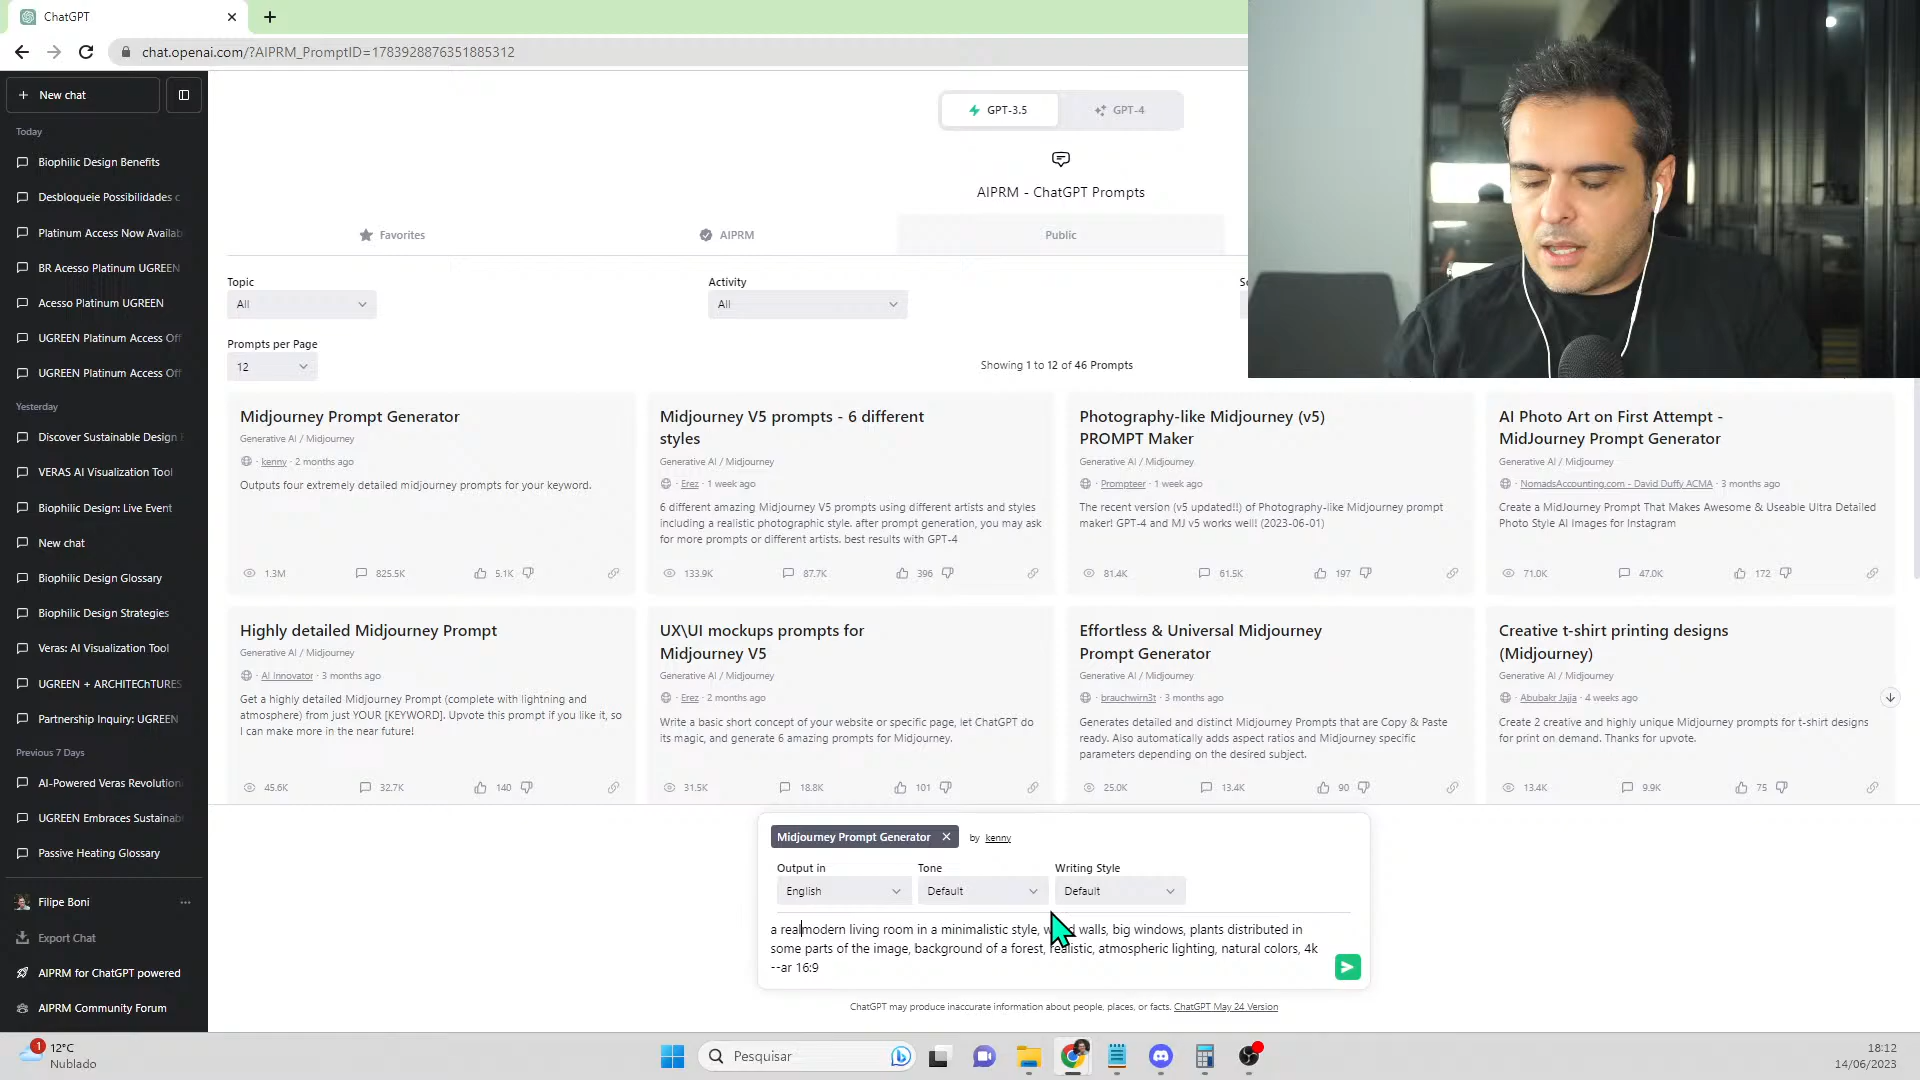 ChatGPT
chat.openai.com/?AIPRM_PromptID=1783928876351885312
New chat
Today
Biophilic Design Benefits
Desbloqueie Possibilidades c
Platinum Access Now Availab
BR Acesso Platinum UGREEN
Acesso Platinum UGREEN
UGREEN Platinum Access Off
UGREEN Platinum Access Off
Yesterday
Discover Sustainable Design
VERAS AI Visualization Tool
Biophilic Design: Live Event
New chat
Biophilic Design Glossary
Biophilic Design Strategies
Veras: AI Visualization Tool
UGREEN + ARCHITEChTURES
Partnership Inquiry: UGREEN
Previous 7 Days
AI-Powered Veras Revolution
UGREEN Embraces Sustainab
Passive Heating Glossary
Filipe Boni
Export Chat
AIPRM for ChatGPT powered
AIPRM Community Forum
GPT-3.5
GPT-4
AIPRM - ChatGPT Prompts
Favorites
AIPRM
Public
Topic
All
Activity
All
Prompts per Page
12
Showing 1 to 12 of 46 Prompts
Midjourney Prompt Generator
Generative AI / Midjourney
kenny · 2 months ago
Outputs four extremely detailed midjourney prompts for your keyword.
1.3M 825.5K 5.1K
Midjourney V5 prompts - 6 different
styles
Generative AI / Midjourney
Erez · 1 week ago
6 different amazing Midjourney V5 prompts using different artists and styles
including a realistic photographic style. after prompt generation, you may ask
for more prompts or different artists. best results with GPT-4
133.9K 87.7K 396
Photography-like Midjourney (v5)
PROMPT Maker
Generative AI / Midjourney
Prompteer · 1 week ago
The recent version (v5 updated!!) of Photography-like Midjourney prompt
maker! GPT-4 and MJ v5 works well! (2023-06-01)
81.4K 61.5K 197
AI Photo Art on First Attempt -
MidJourney Prompt Generator
Generative AI / Midjourney
NomadsAccounting.com - David Duffy ACMA · 3 months ago
Create a MidJourney Prompt That Makes Awesome & Useable Ultra Detailed
Photo Style AI Images for Instagram
71.0K 47.0K 172
Highly detailed Midjourney Prompt
Generative AI / Midjourney
AI Innovator · 3 months ago
Get a highly detailed Midjourney Prompt (complete with lightning and
atmosphere) from just YOUR [KEYWORD]. Upvote this prompt if you like it, so
I can make more in the near future!
45.6K 32.7K 140
UX\UI mockups prompts for
Midjourney V5
Generative AI / Midjourney
Erez · 2 months ago
Write a basic short concept of your website or specific page, let ChatGPT do
its magic, and generate 6 amazing prompts for Midjourney.
31.5K 18.8K 101
Effortless & Universal Midjourney
Prompt Generator
Generative AI / Midjourney
brauchwirn3t · 3 months ago
Generates detailed and distinct Midjourney Prompts that are Copy & Paste
ready. Also automatically adds aspect ratios and Midjourney specific
parameters depending on the desired subject.
25.0K 13.4K 90
Creative t-shirt printing designs
(Midjourney)
Generative AI / Midjourney
Abubakr Jajja · 4 weeks ago
Create 2 creative and highly unique Midjourney prompts for t-shirt designs
for print on demand. Thanks for upvote.
13.4K 9.9K 75
Midjourney Prompt Generator by kenny
Output in Tone Writing Style
English Default Default
a realmodern living room in a minimalistic style, walls, big windows, plants distributed in
some parts of the image, background of a forest, realistic, atmospheric lighting, natural colors, 4k
--ar 16:9
ChatGPT may produce inaccurate information about people, places, or facts. ChatGPT May 24 Version
1
12°C
Nublado
Pesquisar
18:12
14/06/2023